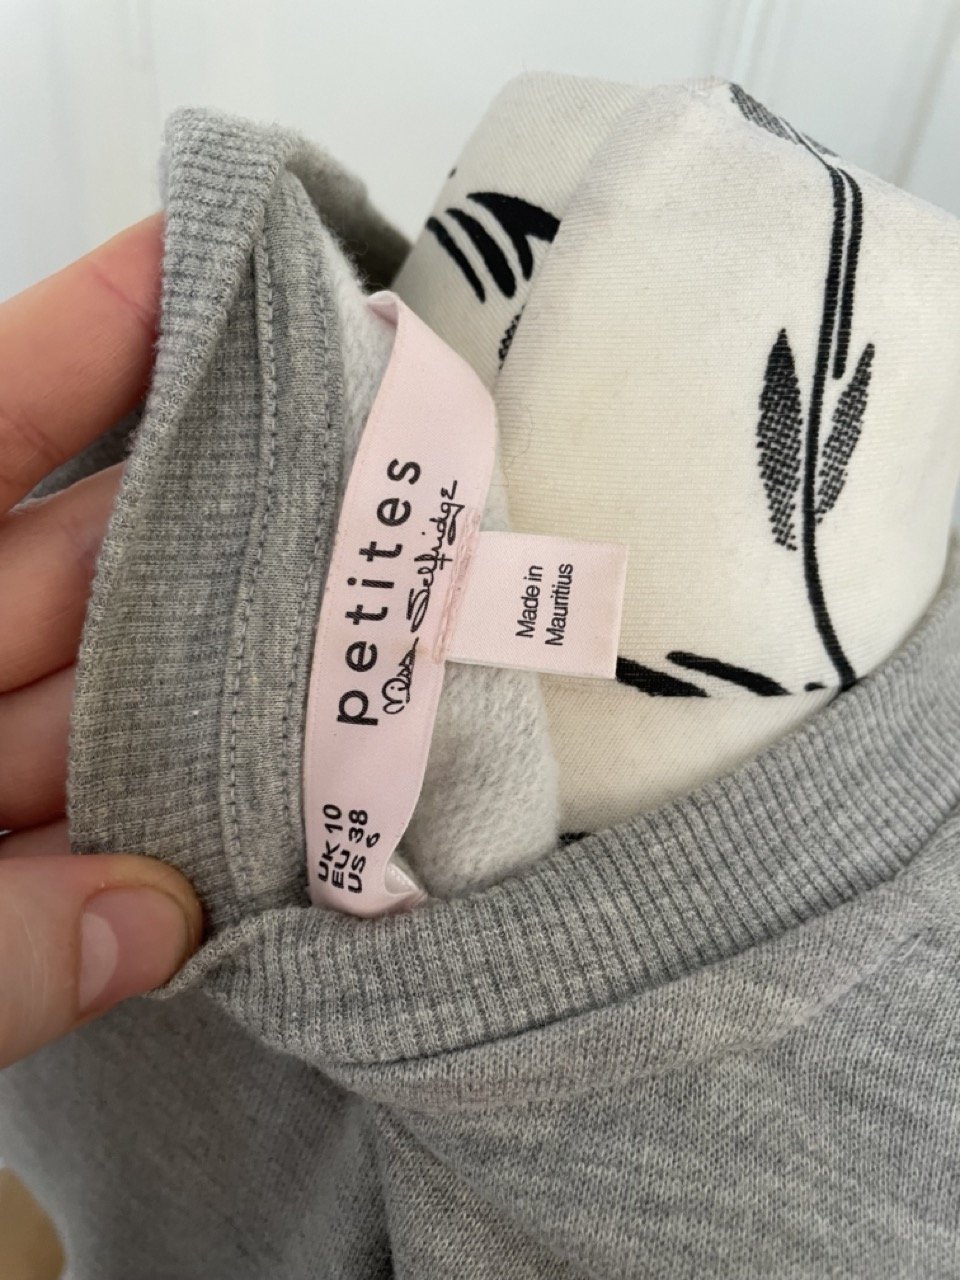 petites
Miss Selfridge
UK 10
EU 38
US 6
Made in
Mauritius